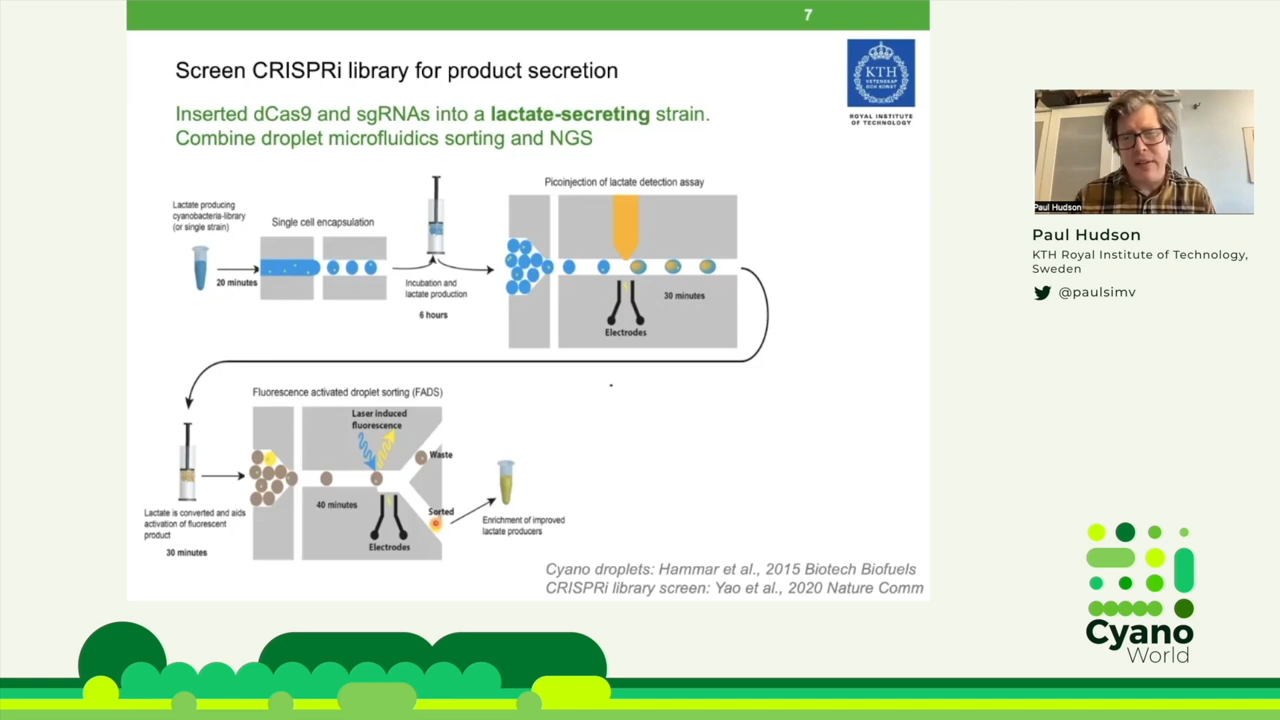 7
Screen CRISPRi library for product secretion
KTH
VETENSKAP
OCH KONST
ROYAL INSTITUTE
OF TECHNOLOGY
Inserted dCas9 and sgRNAs into a lactate-secreting strain.
Combine droplet microfluidics sorting and NGS
Lactate producing
cyanobacteria-library
(or single strain)
20 minutes
Single cell encapsulation
Incubation and
lactate production
6 hours
Picoinjection of lactate detection assay
30 minutes
Electrodes
Fluorescence activated droplet sorting (FADS)
Laser induced
fluorescence
Waste
40 minutes
Sorted
Electrodes
Lactate is converted and aids
activation of fluorescent
product
30 minutes
Enrichment of improved
lactate producers
Cyano droplets: Hammar et al., 2015 Biotech Biofuels
CRISPRi library screen: Yao et al., 2020 Nature Comm
Paul Hudson
Paul Hudson
KTH Royal Institute of Technology,
Sweden
@paulsimv
Cyano
World